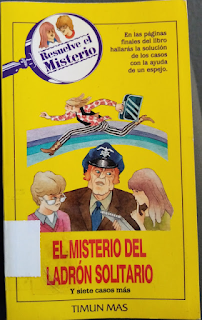 Resuelve el
Misterio
En las páginas
finales del libro
hallarás la solución
de los casos
con la ayuda
de un espejo.
EL MISTERIO DEL
LADRÓN SOLITARIO
Y siete casos más
TIMUN MAS